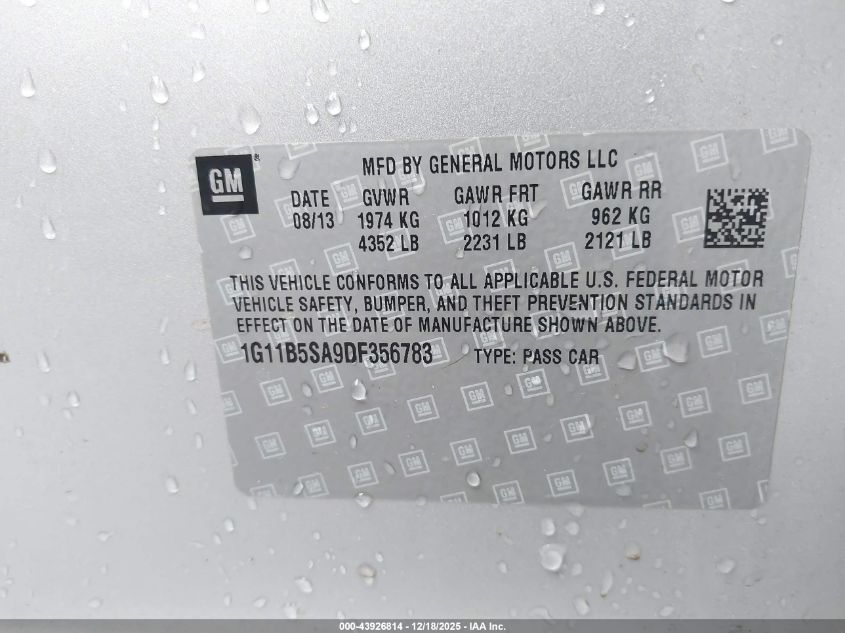 GM
MFD BY GENERAL MOTORS LLC
DATE GVWR GAWR FRT GAWR RR
08/13 1974 KG 1012 KG 962 KG
4352 LB 2231 LB 2121 LB
THIS VEHICLE CONFORMS TO ALL APPLICABLE U.S. FEDERAL MOTOR
VEHICLE SAFETY, BUMPER, AND THEFT PREVENTION STANDARDS IN
EFFECT ON THE DATE OF MANUFACTURE SHOWN ABOVE.
1G11B5SA9DF356783 TYPE: PASS CAR
000-43926814 - 12/18/2025 - IAA Inc.